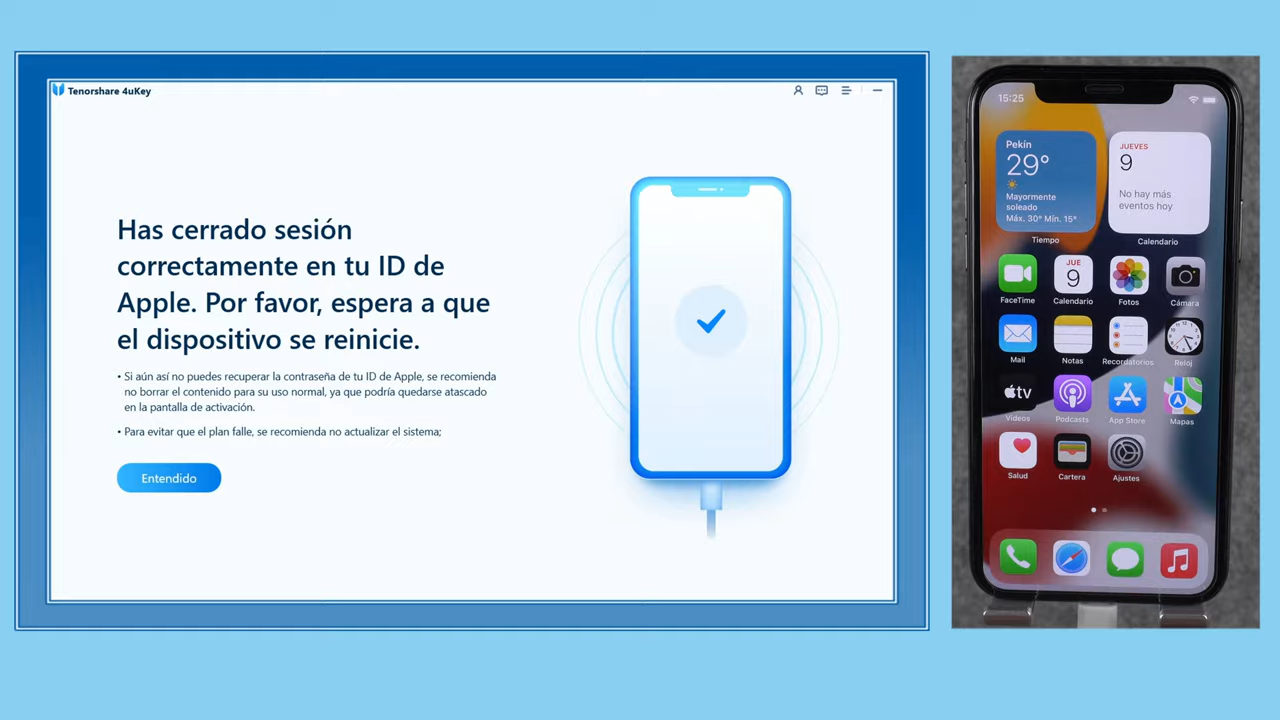 Tenorshare 4uKey
Has cerrado sesión
correctamente en tu ID de
Apple. Por favor, espera a que
el dispositivo se reinicie.
• Si aún así no puedes recuperar la contraseña de tu ID de Apple, se recomienda
no borrar el contenido para su uso normal, ya que podría quedarse atascado
en la pantalla de activación.
• Para evitar que el plan falle, se recomienda no actualizar el sistema;
Entendido
15:25
Pekín
29°
Mayormente
soleado
Máx. 30° Mín. 15°
Tiempo
JUEVES
9
No hay más
eventos hoy
Calendario
JUE
9
FaceTime
Calendario
Fotos
Cámara
Mail
Notas
Recordatorios
Reloj
tv
Vídeos
Podcasts
App Store
Mapas
Salud
Cartera
Ajustes